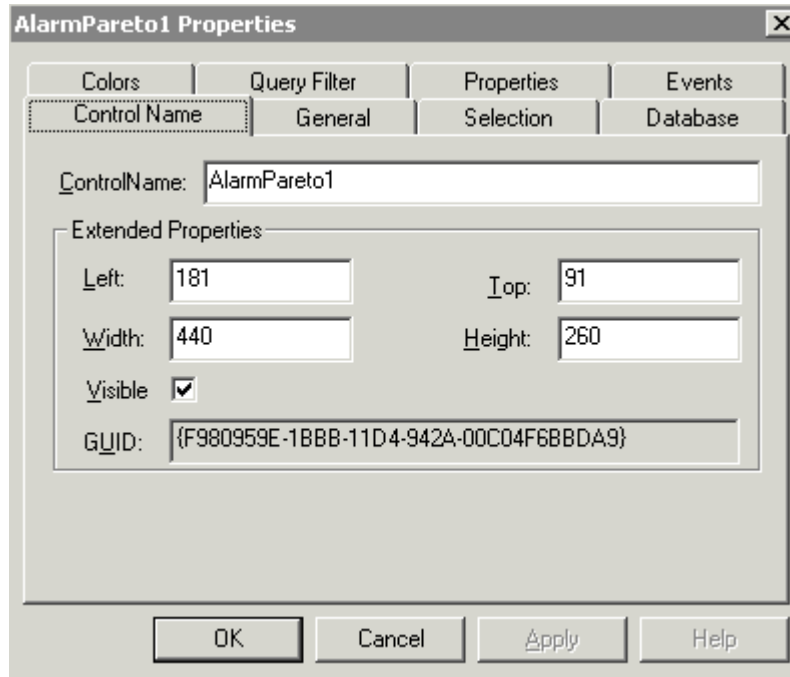 AlarmPareto1 Properties
Colors Query Filter Properties Events
Control Name General Selection Database
ControlName: AlarmPareto1
Extended Properties
Left: 181 Top: 91
Width: 440 Height: 260
Visible
GUID: {F980959E-1BBB-11D4-942A-00C04F6BBDA9}
OK Cancel Apply Help